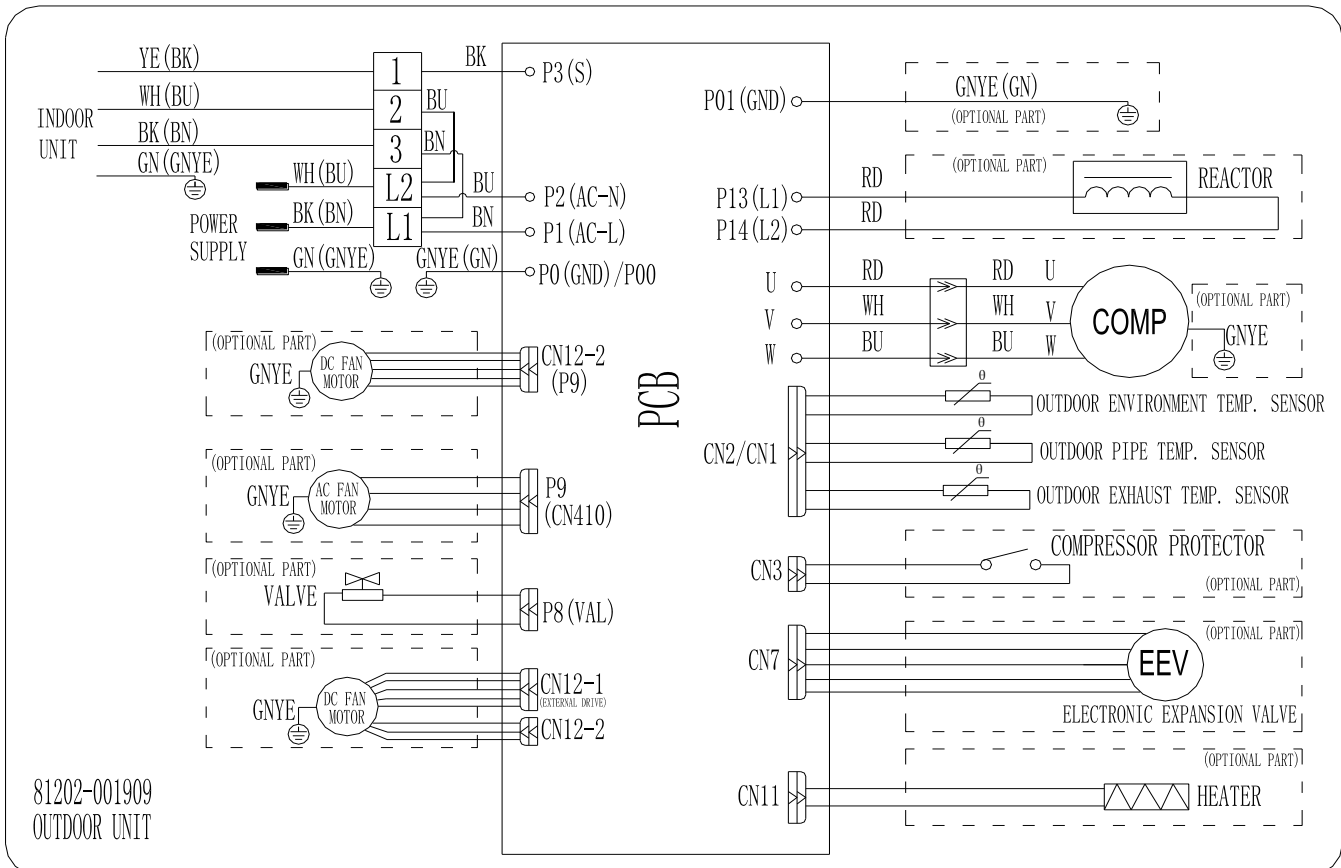 YE(BK)
WH(BU)
BK(BN)
GN(GNYE)
INDOOR
UNIT
1
2
3
L2
L1
BK
BU
BN
WH(BU)
BK(BN)
GN(GNYE)
POWER
SUPPLY
BU
BN
GNYE(GN)
P3(S)
P2(AC-N)
P1(AC-L)
P0(GND)/P00
(OPTIONAL PART)
GNYE
DC FAN
MOTOR
CN12-2
(P9)
(OPTIONAL PART)
GNYE
AC FAN
MOTOR
P9
(CN410)
(OPTIONAL PART)
VALVE
P8(VAL)
(OPTIONAL PART)
GNYE
DC FAN
MOTOR
CN12-1
(EXTERNAL DRIVE)
CN12-2
81202-001909
OUTDOOR UNIT
PCB
P01(GND)
GNYE(GN)
(OPTIONAL PART)
P13(L1)
P14(L2)
RD
RD
(OPTIONAL PART)
REACTOR
U
V
W
RD
WH
BU
RD
WH
BU
U
V
W
COMP
(OPTIONAL PART)
GNYE
CN2/CN1
θ
OUTDOOR ENVIRONMENT TEMP. SENSOR
θ
OUTDOOR PIPE TEMP. SENSOR
θ
OUTDOOR EXHAUST TEMP. SENSOR
CN3
COMPRESSOR PROTECTOR
(OPTIONAL PART)
CN7
(OPTIONAL PART)
EEV
ELECTRONIC EXPANSION VALVE
CN11
(OPTIONAL PART)
HEATER